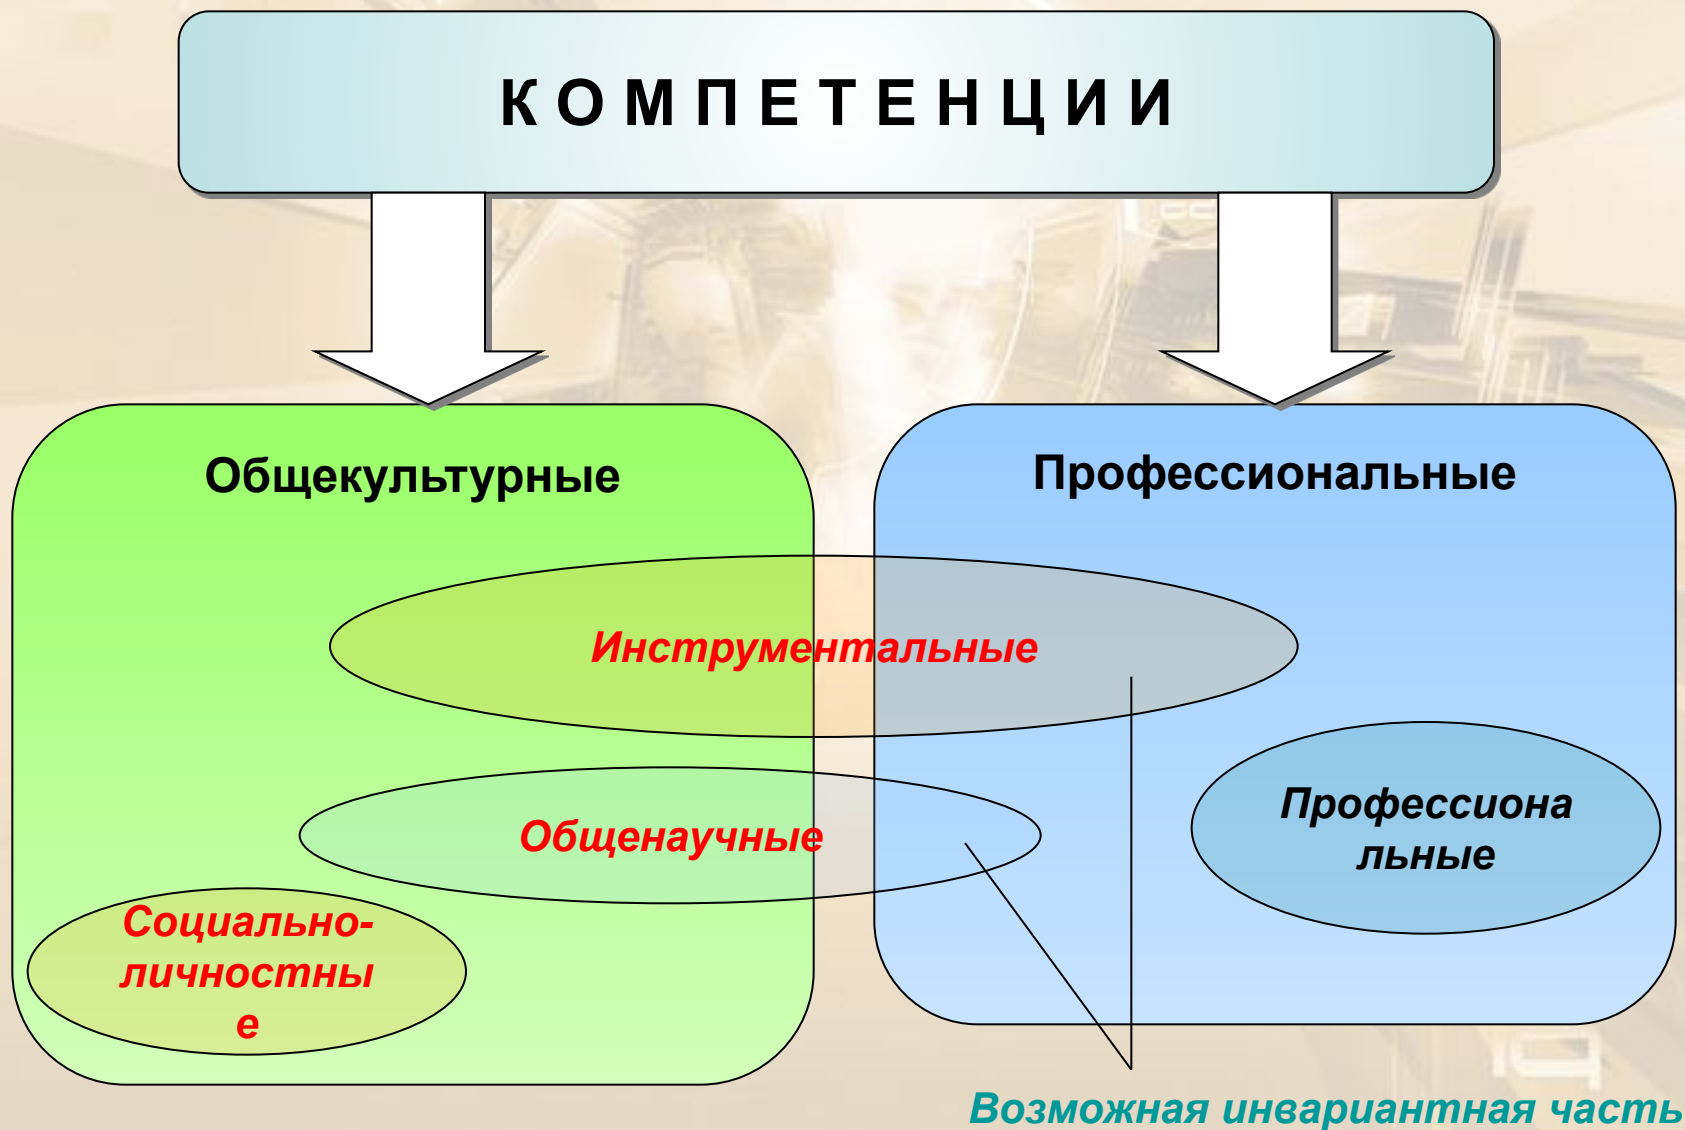 К О М П Е Т Е Н Ц И И
Общекультурные
Профессиональные
Инструментальные
Общенаучные
Профессиона
льные
Социально-
личностны
е
Возможная инвариантная часть